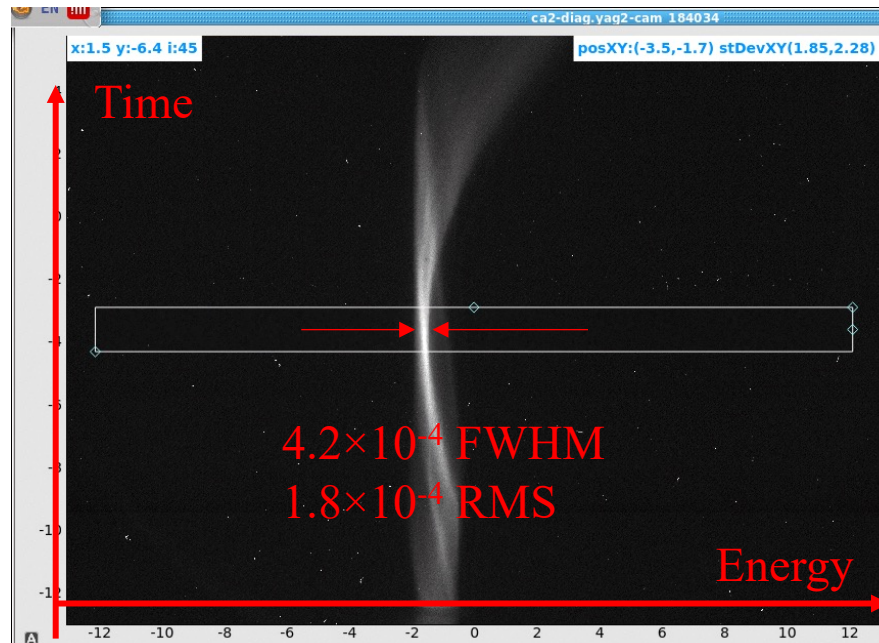 EN
ca2-diag.yag2-cam 184034
x:1.5 y:-6.4 i:45
posXY:(-3.5,-1.7) stDevXY(1.85,2.28)
Time
2
0
-2
-4
-6
-8
4.2×10⁻⁴ FWHM
1.8×10⁻⁴ RMS
-10
Energy
-12
-12 -10 -8 -6 -4 -2 0 2 4 6 8 10 12
A